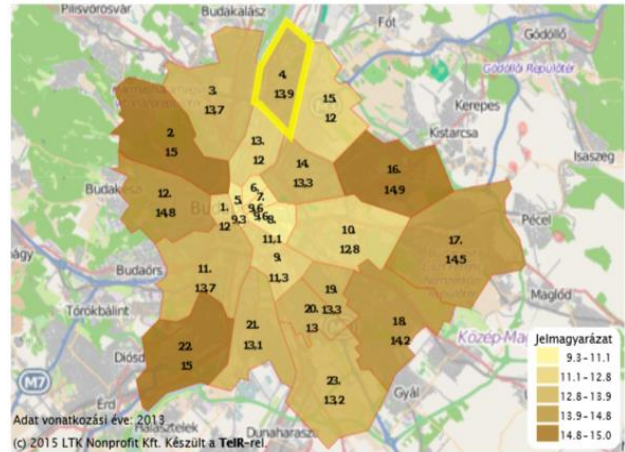 Pilisvörösvár
Budakalász
Fót
Gödöllő
Gödöllői Repülőtér
Kerepes
Kistarcsa
Isaszeg
4.
13,9
3.
13,7
15.
12
2.
15
13.
12
14.
13,3
16.
14,9
12.
14,8
6.
7.
5.
9,6
1.
9,3
9,6
8.
12
11,1
10.
12,8
Pécel
17.
14,5
9.
11,3
Budaörs
11.
13,7
Törökbálint
19.
20.
13,3
13
Maglód
18.
14,2
21.
13,1
22.
15
Diósd
23.
13,2
M7
Érd
Gyál
Halásztelek
Dunaharaszti
Jelmagyarázat
9.3-11.1
11.1-12.8
12.8-13.9
13.9-14.8
14.8-15.0
Adat vonatkozási éve: 2013
(c) 2015 LTK Nonprofit Kft. Készült a TeIR-rel.